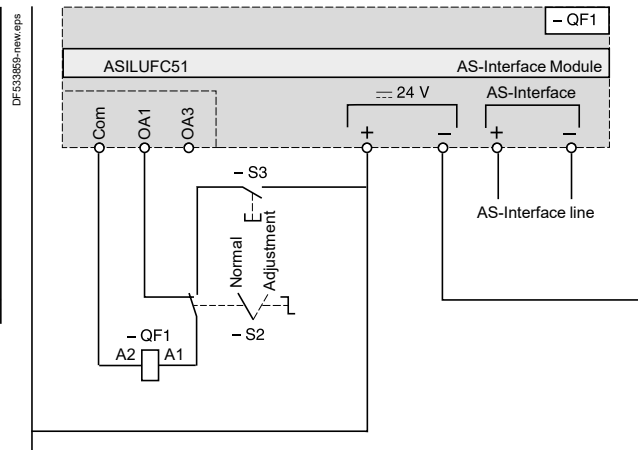 DF533859-new.eps
– QF1
ASILUFC51 AS-Interface Module
Com OA1 OA3
24 V AS-Interface
+ – + –
– S3
AS-Interface line
Normal Adjustment
– S2
– QF1
A2 A1